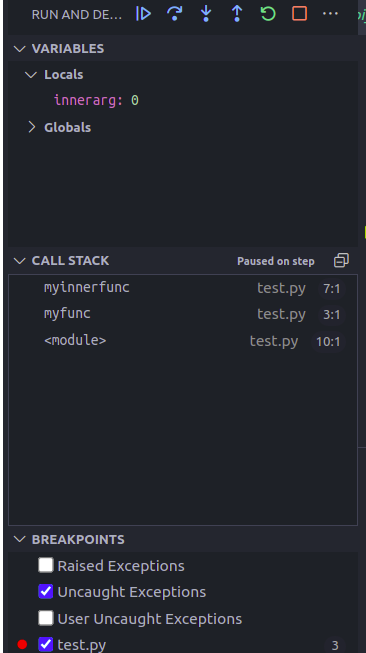 RUN AND DE...
VARIABLES
Locals
innerarg: 0
Globals
CALL STACK Paused on step
myinnerfunc test.py 7:1
myfunc test.py 3:1
<module> test.py 10:1
BREAKPOINTS
Raised Exceptions
Uncaught Exceptions
User Uncaught Exceptions
test.py 3